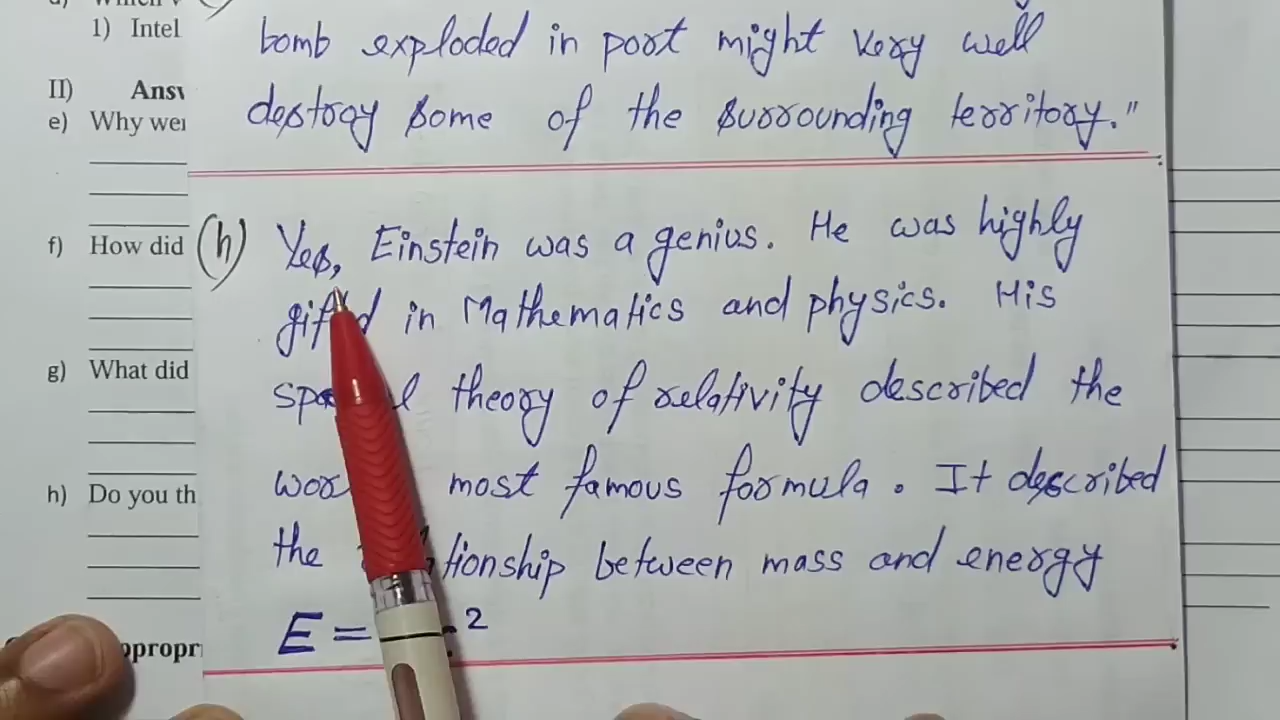 1) Intel
bomb exploded in port might very well
II) Ansv
destroy some of the surrounding territory."
e) Why wer
(h) Yes, Einstein was a genius. He was highly
f) How did
gifted in Mathematics and physics. His
g) What did
theory of relativity described the
h) Do you th
most famous formula. It described
the between mass and energy
E = 2